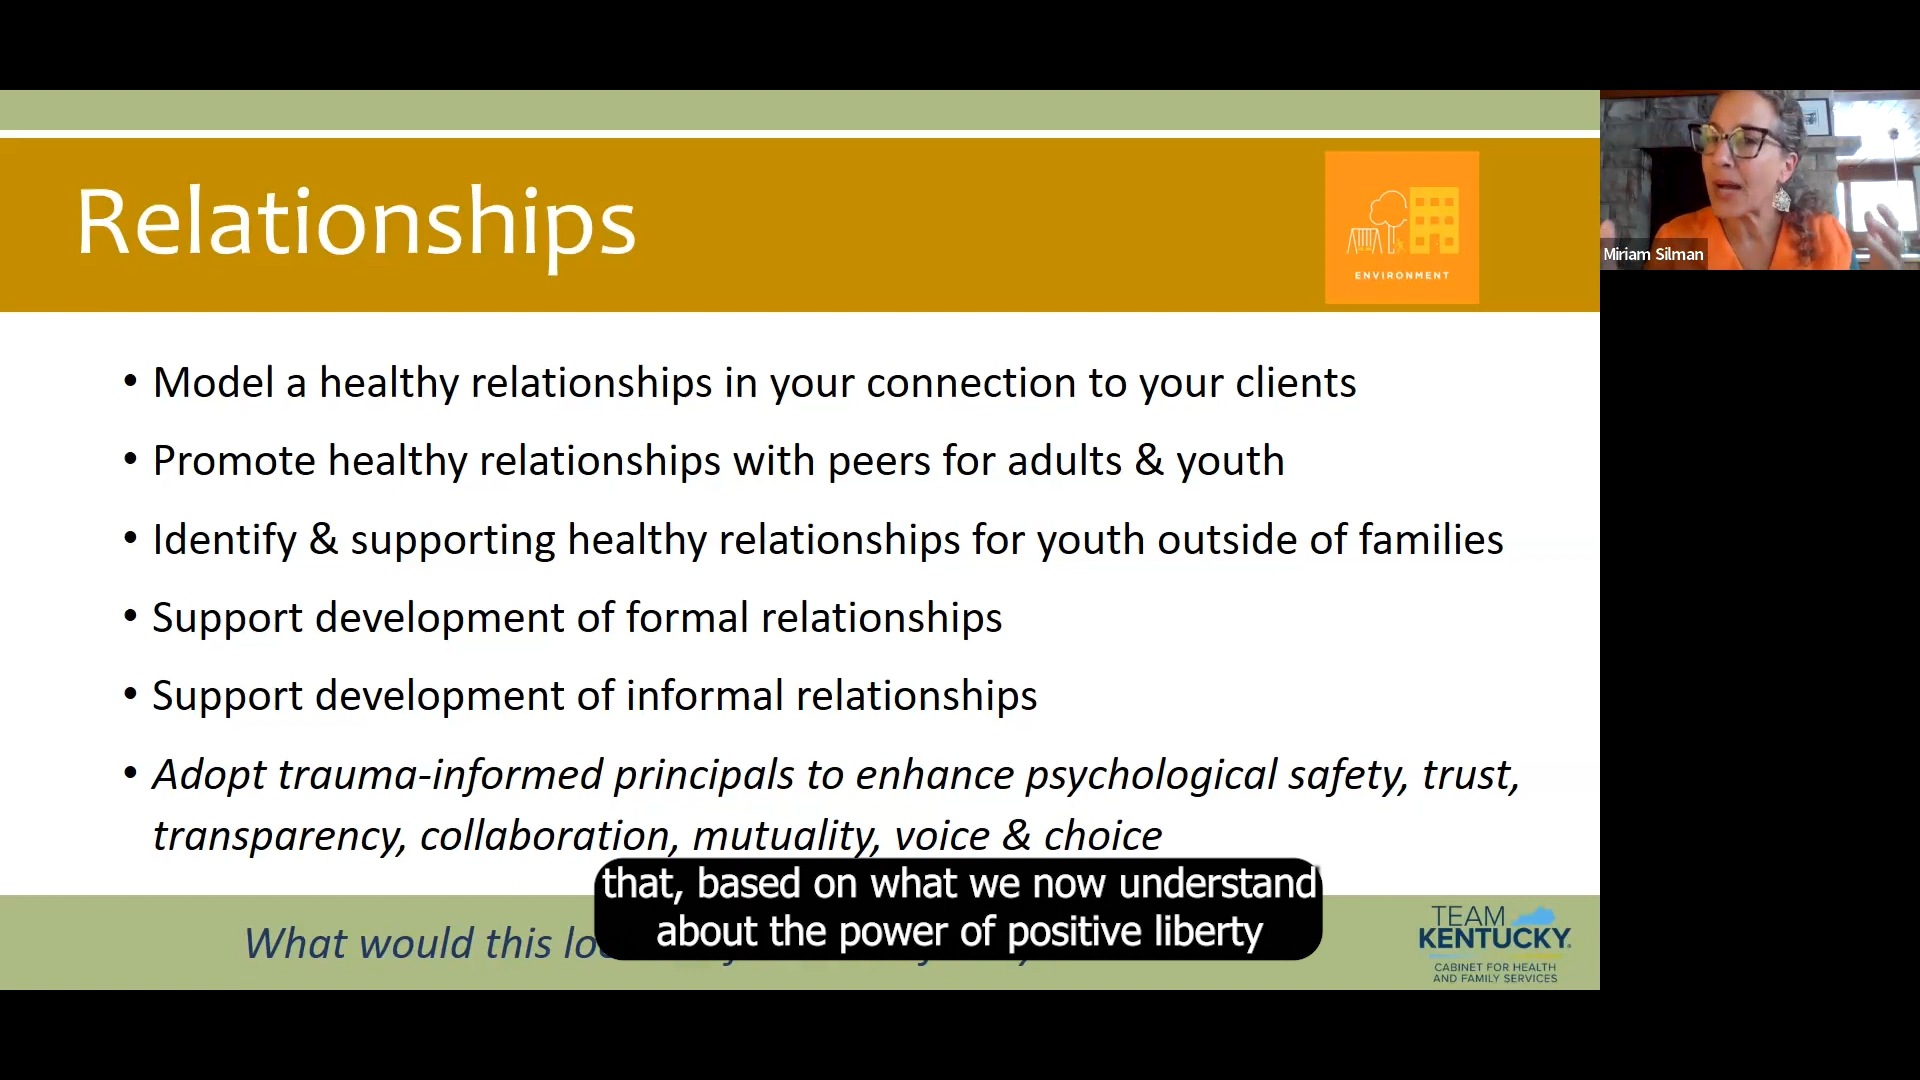 Relationships
ENVIRONMENT
Miriam Silman
• Model a healthy relationships in your connection to your clients
• Promote healthy relationships with peers for adults & youth
• Identify & supporting healthy relationships for youth outside of families
• Support development of formal relationships
• Support development of informal relationships
• Adopt trauma-informed principals to enhance psychological safety, trust,
transparency, collaboration, mutuality, voice & choice
that, based on what we now understand
about the power of positive liberty
What would this
TEAM
KENTUCKY
CABINET FOR HEALTH
AND FAMILY SERVICES